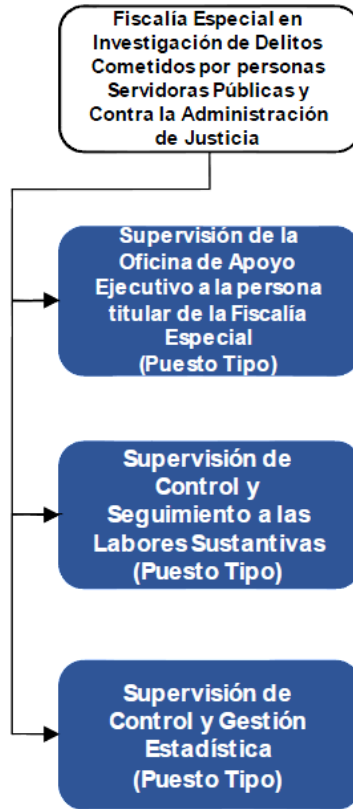 Fiscalía Especial en
Investigación de Delitos
Cometidos por personas
Servidoras Públicas y
Contra la Administración
de Justicia
Supervisión de la
Oficina de Apoyo
Ejecutivo a la persona
titular de la Fiscalía
Especial
(Puesto Tipo)
Supervisión de
Control y
Seguimiento a las
Labores Sustantivas
(Puesto Tipo)
Supervisión de
Control y Gestión
Estadística
(Puesto Tipo)